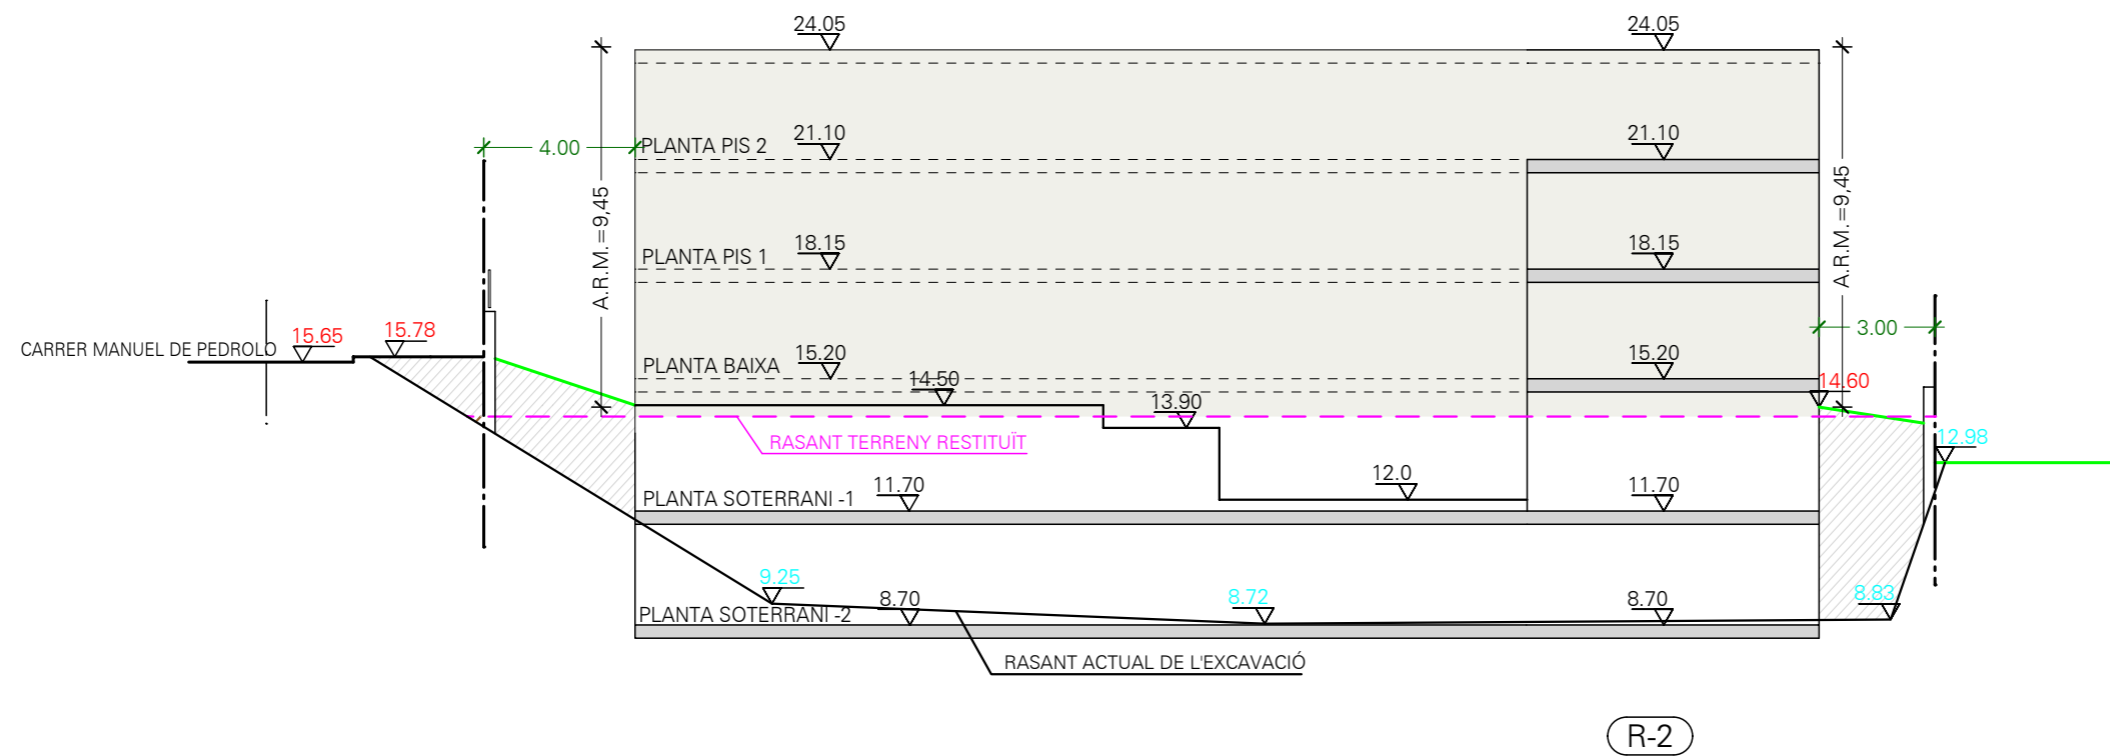 24.05
24.05
PLANTA PIS 2
21.10
21.10
4.00
A.R.M.=9,45
A.R.M.=9,45
PLANTA PIS 1
18.15
18.15
15.65
15.78
3.00
CARRER MANUEL DE PEDROLO
PLANTA BAIXA
15.20
15.20
14.50
14.60
13.90
RASANT TERRENY RESTITUÏT
12.98
12.0
PLANTA SOTERRANI -1
11.70
11.70
9.25
8.70
8.72
8.70
8.83
PLANTA SOTERRANI -2
RASANT ACTUAL DE L'EXCAVACIÓ
R-2